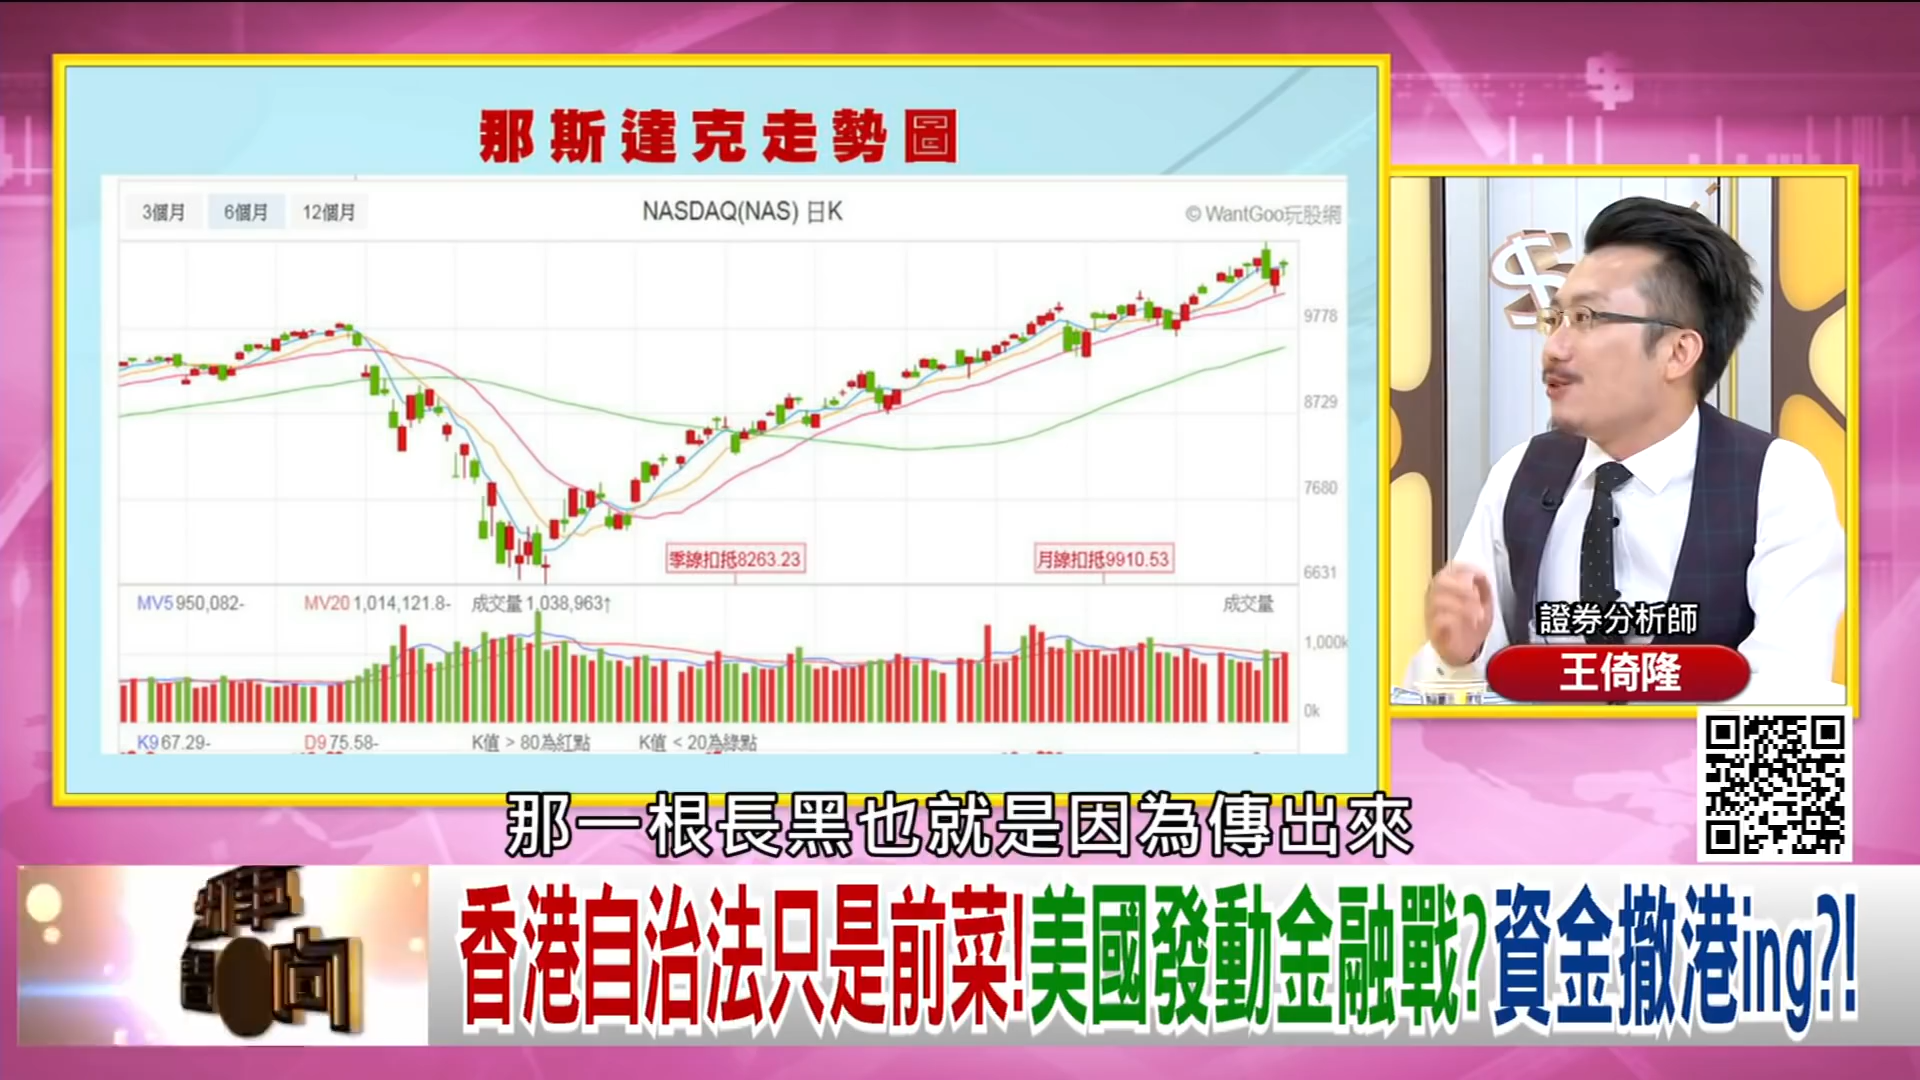 那斯達克走勢圖
3個月 6個月 12個月
NASDAQ(NAS) 日K
© WantGoo玩股網
9778
8729
7680
季線扣抵8263.23
月線扣抵9910.53
6631
MV5 950,082- MV20 1,014,121.8- 成交量 1,038,963↑
成交量
1,000k
0k
K9 67.29- D9 75.58- K值 > 80為紅點 K值 < 20為綠點
證券分析師
王倚隆
那一根長黑也就是因為傳出來
香港自治法只是前菜!美國發動金融戰?資金撤港ing?!